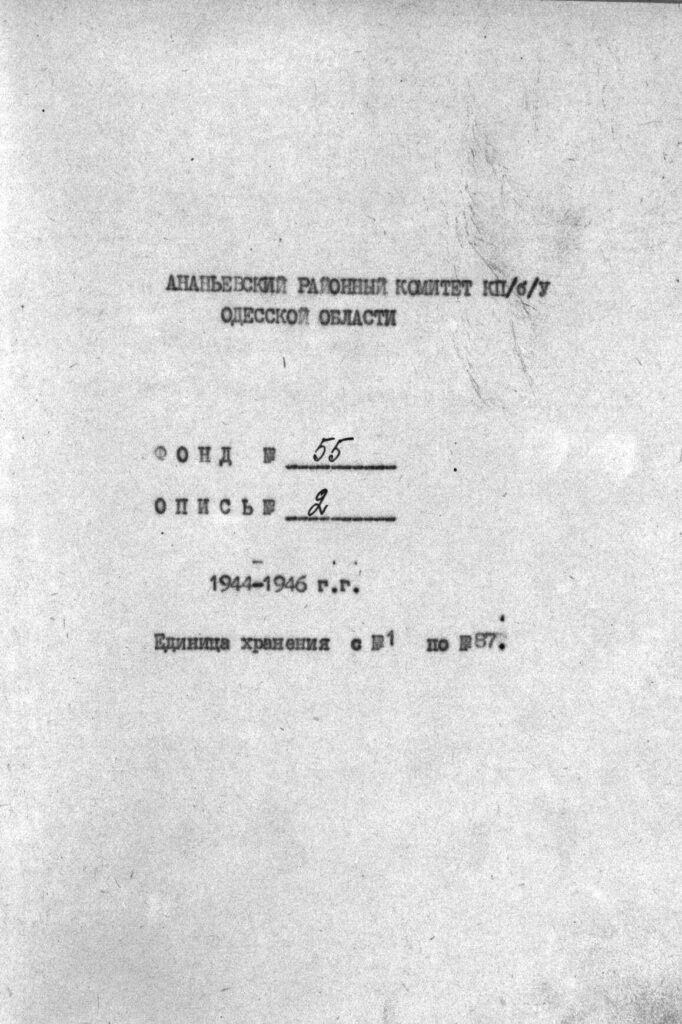 АНАНЬЕВСКИЙ РАЙОННЫЙ КОМИТЕТ КП/б/У
ОДЕССКОЙ ОБЛАСТИ
ФОНД № 55
ОПИСЬ № 2
1944-1946 г.г.
Единица хранения с №1 по №87.